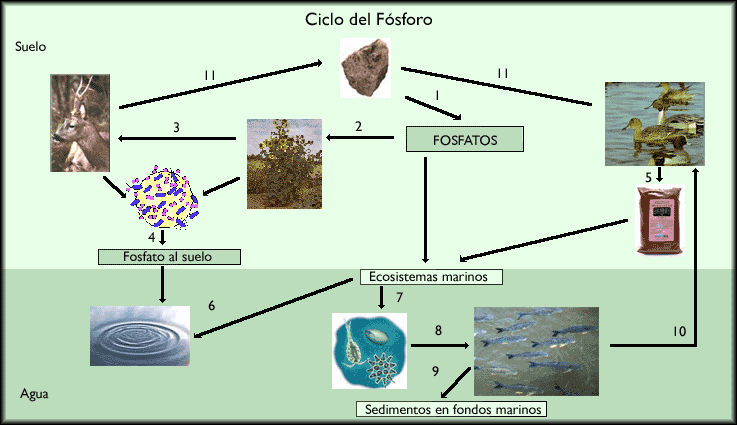 Ciclo del Fósforo
Suelo
11
11
1
FOSFATOS
2
3
4
5
Fosfato al suelo
Ecosistemas marinos
6
7
8
9
10
Agua
Sedimentos en fondos marinos